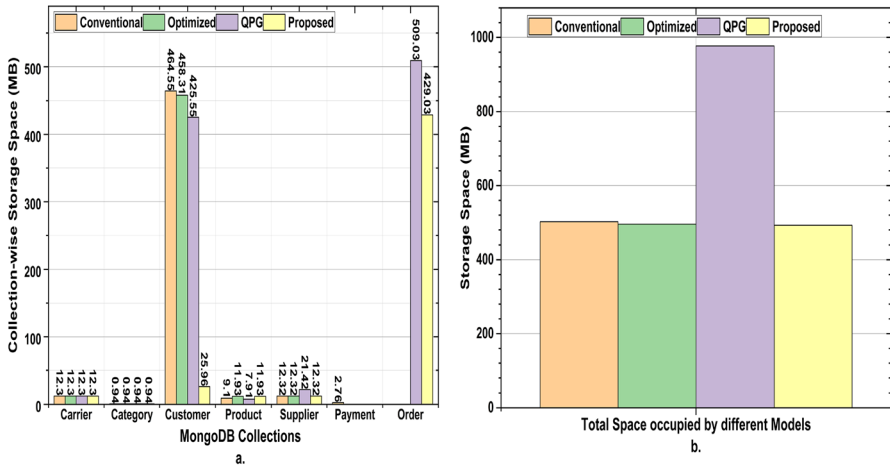 Conventional Optimized QPG Proposed
Collection-wise Storage Space (MB)
500
400
300
200
100
0
12.3 12.3 12.3 12.3
0.94 0.94 0.94 0.94
464.55 458.31 425.55 25.96
9.1 11.93 7.91 11.93
12.32 12.32 21.42 12.32
2.76
509.03 429.03
Carrier Category Customer Product Supplier Payment Order
MongoDB Collections
a.
Conventional Optimized QPG Proposed
Storage Space (MB)
1000
800
600
400
200
0
Total Space occupied by different Models
b.